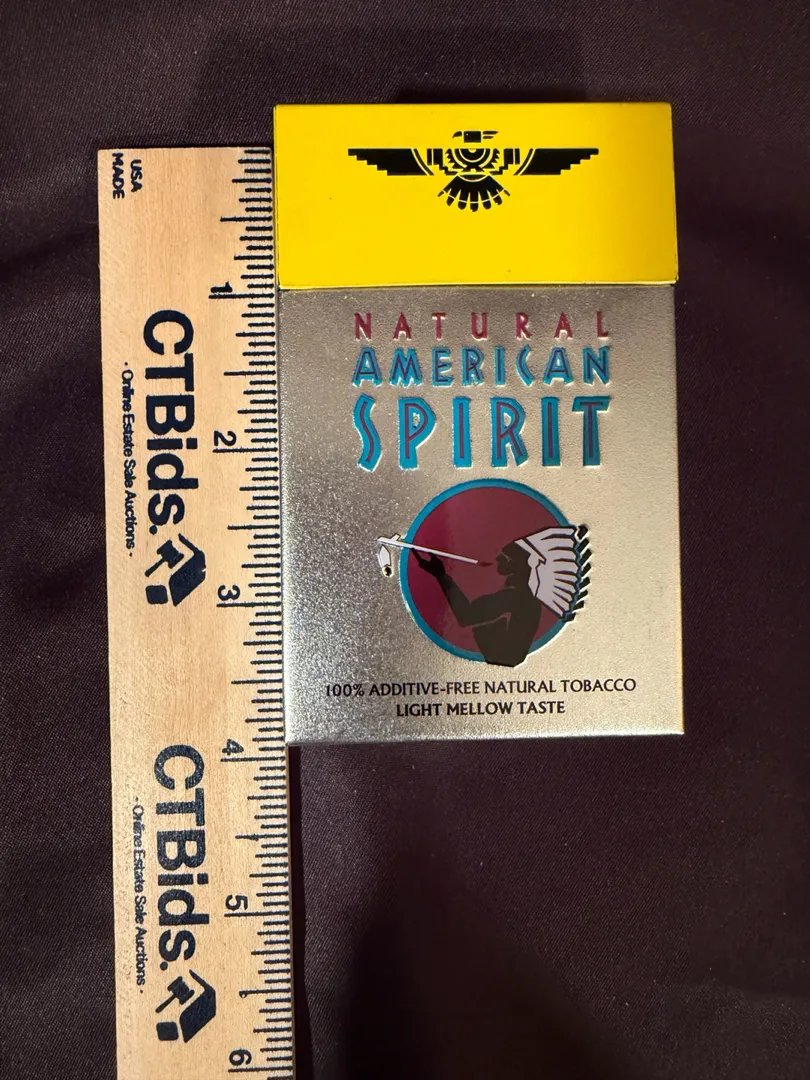 USA
MADE
CTBids.
- Online Estate Sale Auctions -
CTBids.
- Online Estate Sale Auctions -
1
2
3
4
5
6
NATURAL
AMERICAN
SPIRIT
100% ADDITIVE-FREE NATURAL TOBACCO
LIGHT MELLOW TASTE